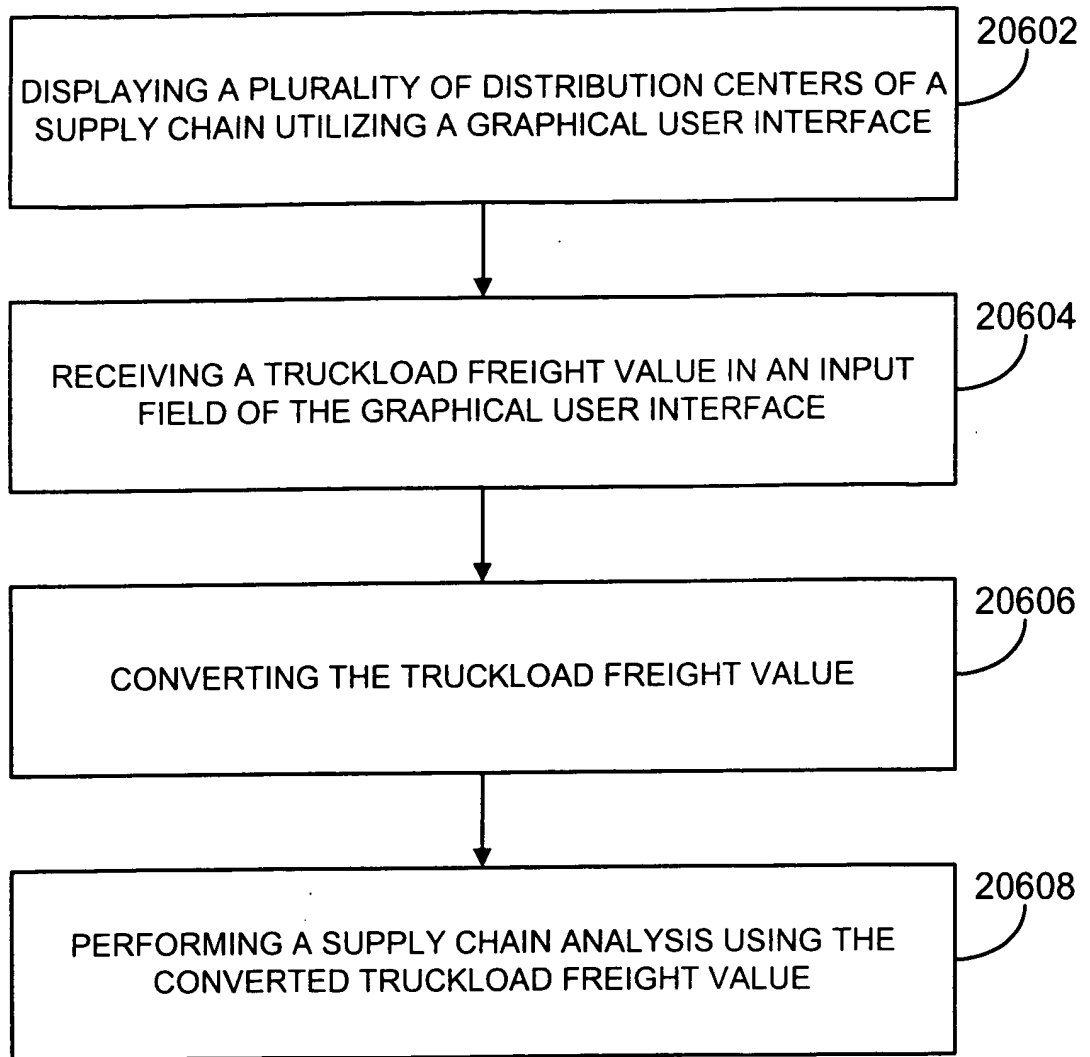 20602
DISPLAYING A PLURALITY OF DISTRIBUTION CENTERS OF A
SUPPLY CHAIN UTILIZING A GRAPHICAL USER INTERFACE
20604
RECEIVING A TRUCKLOAD FREIGHT VALUE IN AN INPUT
FIELD OF THE GRAPHICAL USER INTERFACE
20606
CONVERTING THE TRUCKLOAD FREIGHT VALUE
20608
PERFORMING A SUPPLY CHAIN ANALYSIS USING THE
CONVERTED TRUCKLOAD FREIGHT VALUE